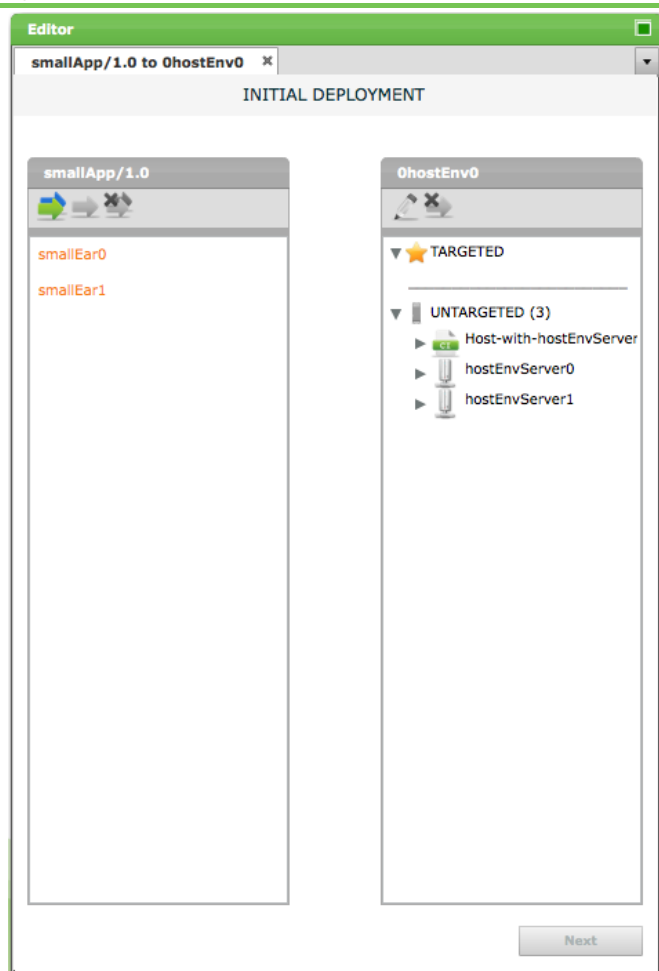 Editor
smallApp/1.0 to 0hostEnv0
INITIAL DEPLOYMENT
smallApp/1.0
smallEar0
smallEar1
0hostEnv0
TARGETED
UNTARGETED (3)
Host-with-hostEnvServer
hostEnvServer0
hostEnvServer1
Next